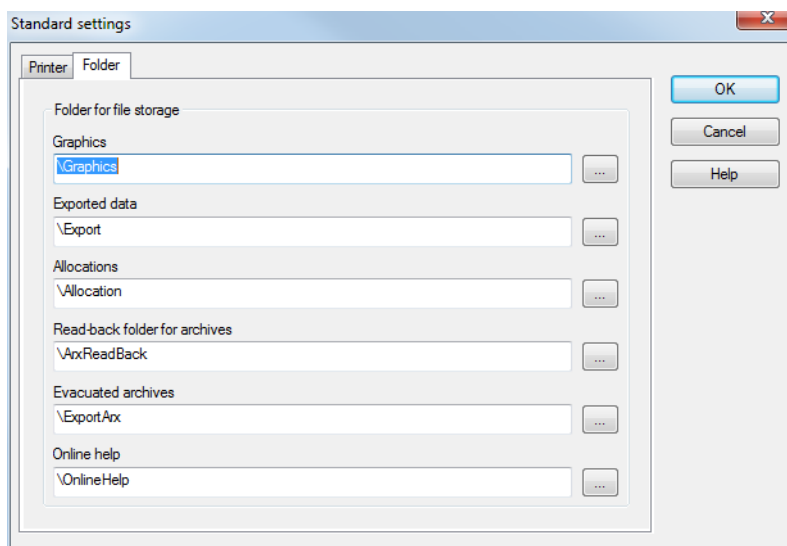 Standard settings
Printer
Folder
OK
Cancel
Help
Folder for file storage
Graphics
\Graphics
...
Exported data
\Export
...
Allocations
\Allocation
...
Read-back folder for archives
\ArxReadBack
...
Evacuated archives
\ExportArx
...
Online help
\OnlineHelp
...